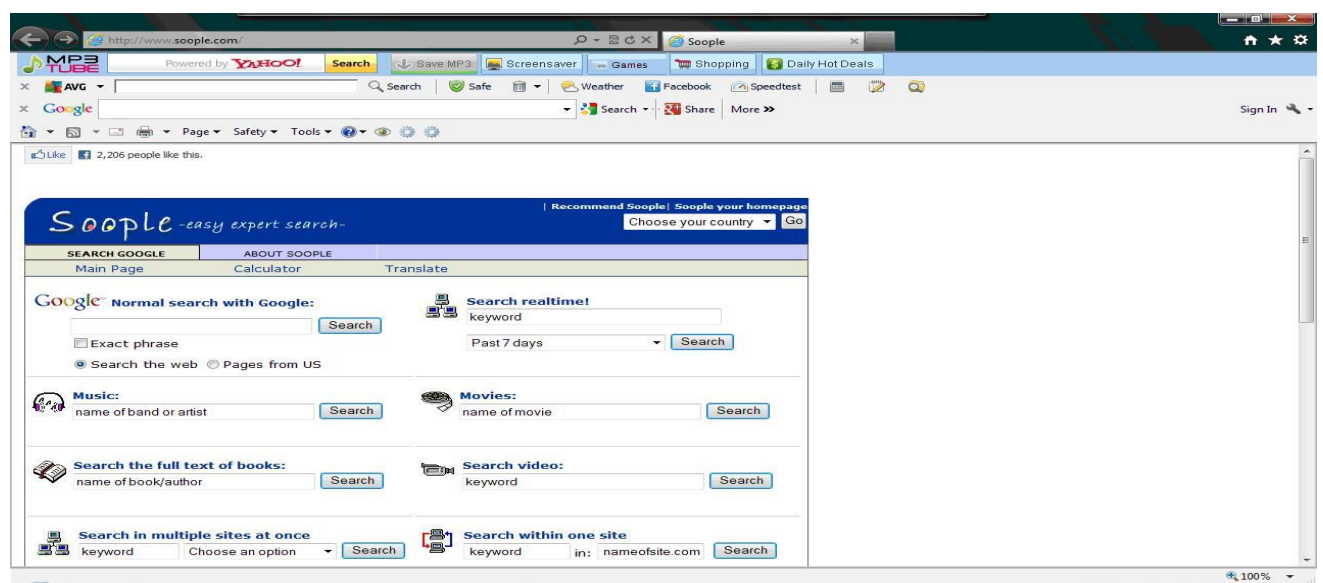 http://www.soople.com/ Soople
MP3 TUBE Powered by YAHOO! Search Save MP3 Screensaver Games Shopping Daily Hot Deals
AVG Search Safe Weather Facebook Speedtest
Google Search Share More >> Sign In
Page Safety Tools
Like 2,206 people like this.
| Recommend Soople| Soople your homepage
Soople -easy expert search- Choose your country Go
SEARCH GOOGLE ABOUT SOOPLE
Main Page Calculator Translate
Google™ Normal search with Google: Search realtime!
Search keyword
Exact phrase Past 7 days Search
Search the web Pages from US
Music: Movies:
name of band or artist Search name of movie Search
Search the full text of books: Search video:
name of book/author Search keyword Search
Search in multiple sites at once Search within one site
keyword Choose an option Search keyword in: nameofsite.com Search
100%